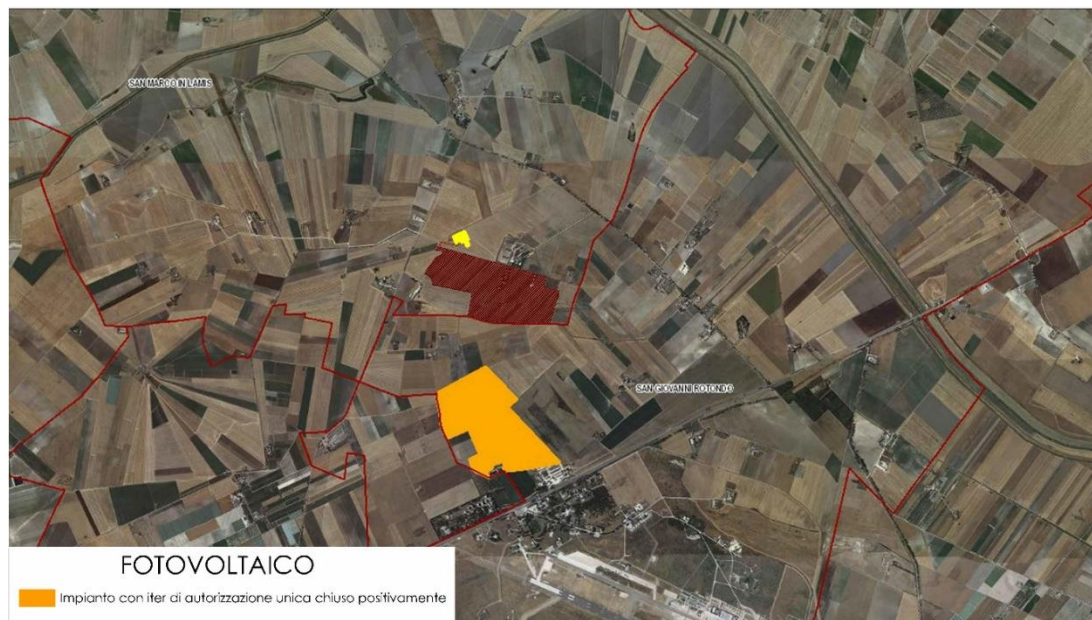 SAN MARCO IN LAMIS
SAN GIOVANNI ROTONDO
FOTOVOLTAICO
Impianto con iter di autorizzazione unica chiuso positivamente